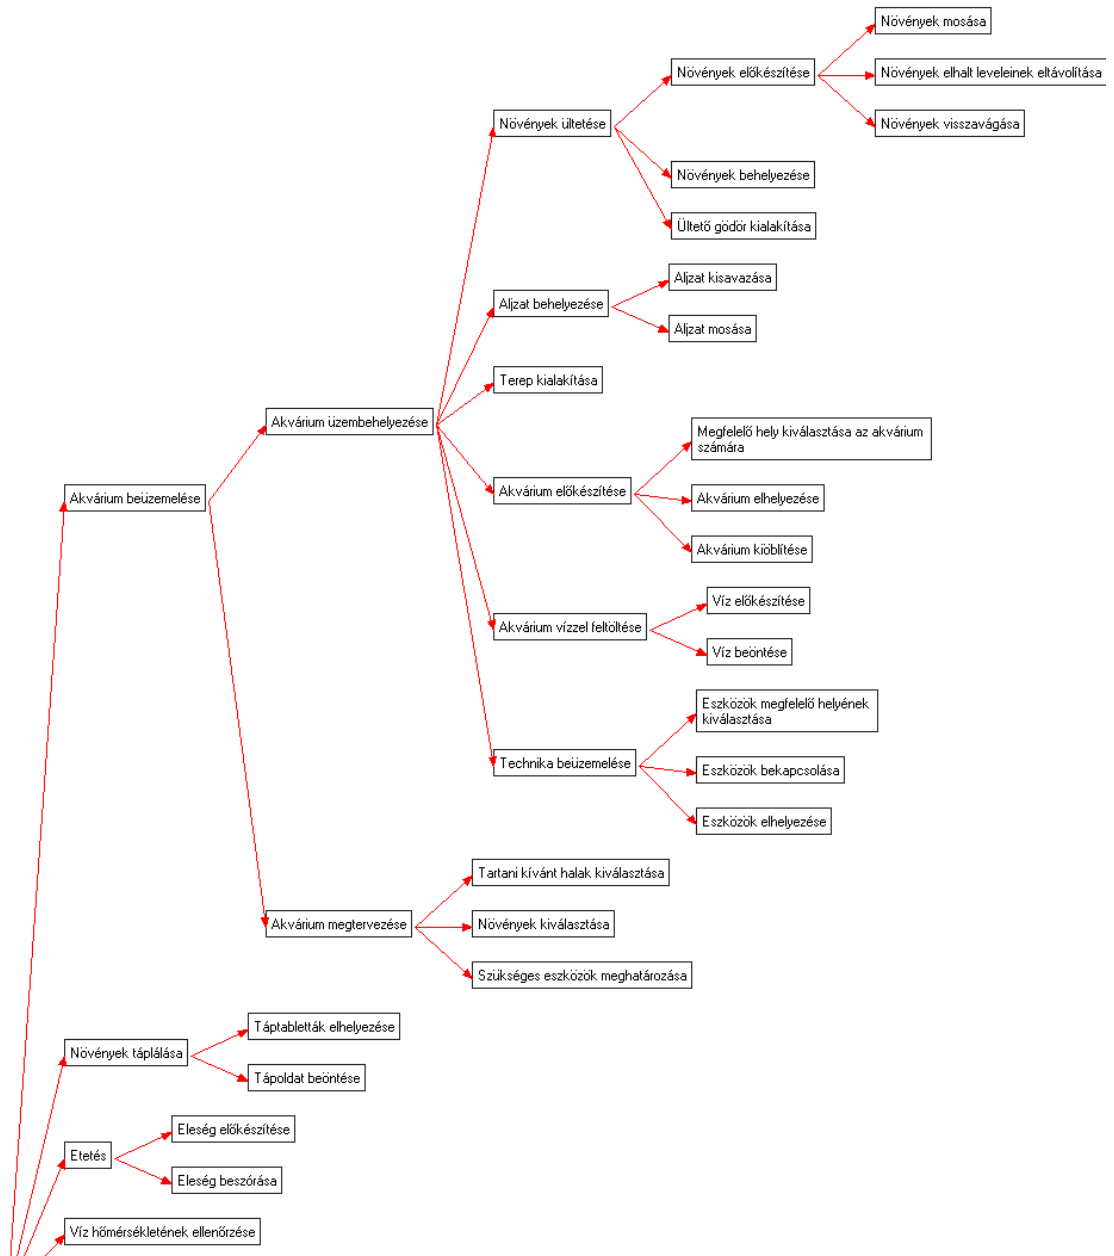 Növények mosása
Növények előkészítése
Növények elhalt leveleinek eltávolítása
Növények ültetése
Növények visszavágása
Növények behelyezése
Ültető gödör kialakítása
Aljzat kisavazása
Aljzat behelyezése
Aljzat mosása
Terep kialakítása
Akvárium üzembehelyezése
Megfelelő hely kiválasztása az akvárium
számára
Akvárium előkészítése
Akvárium beüzemelése
Akvárium elhelyezése
Akvárium kiöblítése
Víz előkészítése
Akvárium vízzel feltöltése
Víz beöntése
Eszközök megfelelő helyének
kiválasztása
Technika beüzemelése
Eszközök bekapcsolása
Eszközök elhelyezése
Tartani kívánt halak kiválasztása
Akvárium megtervezése
Növények kiválasztása
Szükséges eszközök meghatározása
Táptabletták elhelyezése
Növények táplálása
Tápoldat beöntése
Eleség előkészítése
Etetés
Eleség beszórása
Víz hőmérsékletének ellenőrzése